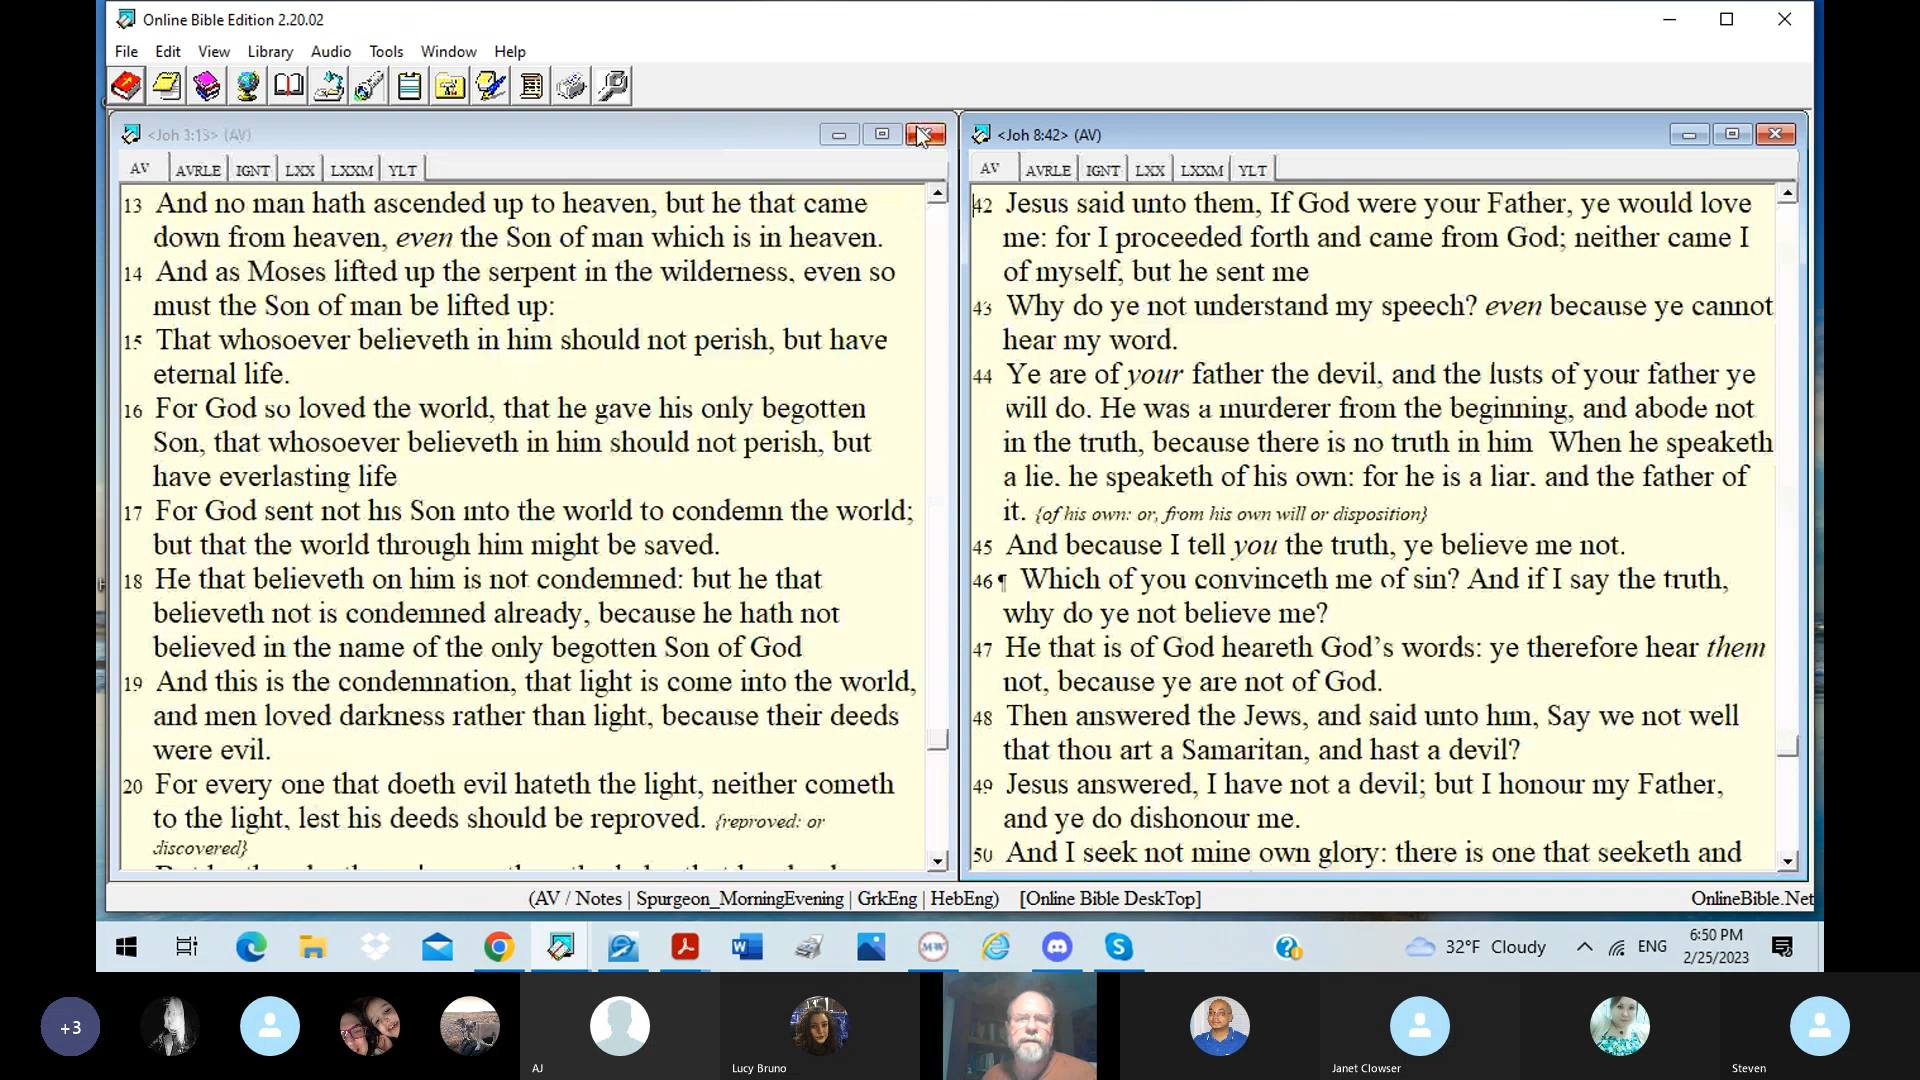 Online Bible Edition 2.20.02
File Edit View Library Audio Tools Window Help
<Joh 3:13> (AV)
AV AVRLE IGNT LXX LXXM YLT
13 And no man hath ascended up to heaven, but he that came
down from heaven, even the Son of man which is in heaven.
14 And as Moses lifted up the serpent in the wilderness, even so
must the Son of man be lifted up:
15 That whosoever believeth in him should not perish, but have
eternal life.
16 For God so loved the world, that he gave his only begotten
Son, that whosoever believeth in him should not perish, but
have everlasting life
17 For God sent not his Son into the world to condemn the world;
but that the world through him might be saved.
18 He that believeth on him is not condemned: but he that
believeth not is condemned already, because he hath not
believed in the name of the only begotten Son of God
19 And this is the condemnation, that light is come into the world,
and men loved darkness rather than light, because their deeds
were evil.
20 For every one that doeth evil hateth the light, neither cometh
to the light, lest his deeds should be reproved. {reproved: or
discovered}
<Joh 8:42> (AV)
AV AVRLE IGNT LXX LXXM YLT
42 Jesus said unto them, If God were your Father, ye would love
me: for I proceeded forth and came from God; neither came I
of myself, but he sent me
43 Why do ye not understand my speech? even because ye cannot
hear my word.
44 Ye are of your father the devil, and the lusts of your father ye
will do. He was a murderer from the beginning, and abode not
in the truth, because there is no truth in him When he speaketh
a lie, he speaketh of his own: for he is a liar, and the father of
it. {of his own: or, from his own will or disposition}
45 And because I tell you the truth, ye believe me not.
46 ¶ Which of you convinceth me of sin? And if I say the truth,
why do ye not believe me?
47 He that is of God heareth God's words: ye therefore hear them
not, because ye are not of God.
48 Then answered the Jews, and said unto him, Say we not well
that thou art a Samaritan, and hast a devil?
49 Jesus answered, I have not a devil; but I honour my Father,
and ye do dishonour me.
50 And I seek not mine own glory: there is one that seeketh and
(AV / Notes | Spurgeon_MorningEvening | GrkEng | HebEng) [Online Bible DeskTop] OnlineBible.Net
32°F Cloudy ENG
6:50 PM
2/25/2023
+3
AJ
Lucy Bruno
Janet Clowser
Steven